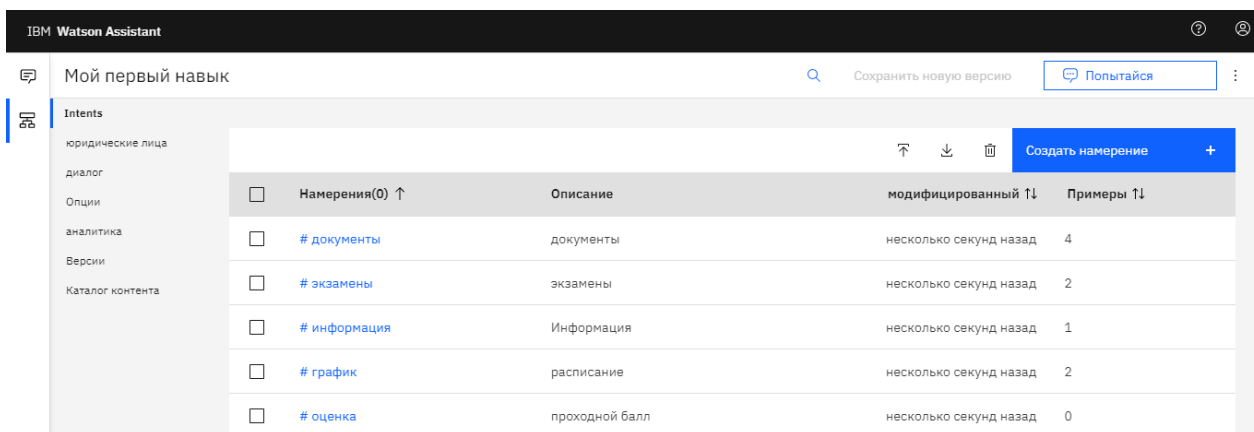 IBM Watson Assistant
Мой первый навык
Сохранить новую версию
Попытайся
Intents
юридические лица
диалог
Опции
аналитика
Версии
Каталог контента
Создать намерение +
Намерения(0) ↑ Описание модифицированный ↑↓ Примеры ↑↓
# документы документы несколько секунд назад 4
# экзамены экзамены несколько секунд назад 2
# информация Информация несколько секунд назад 1
# график расписание несколько секунд назад 2
# оценка проходной балл несколько секунд назад 0